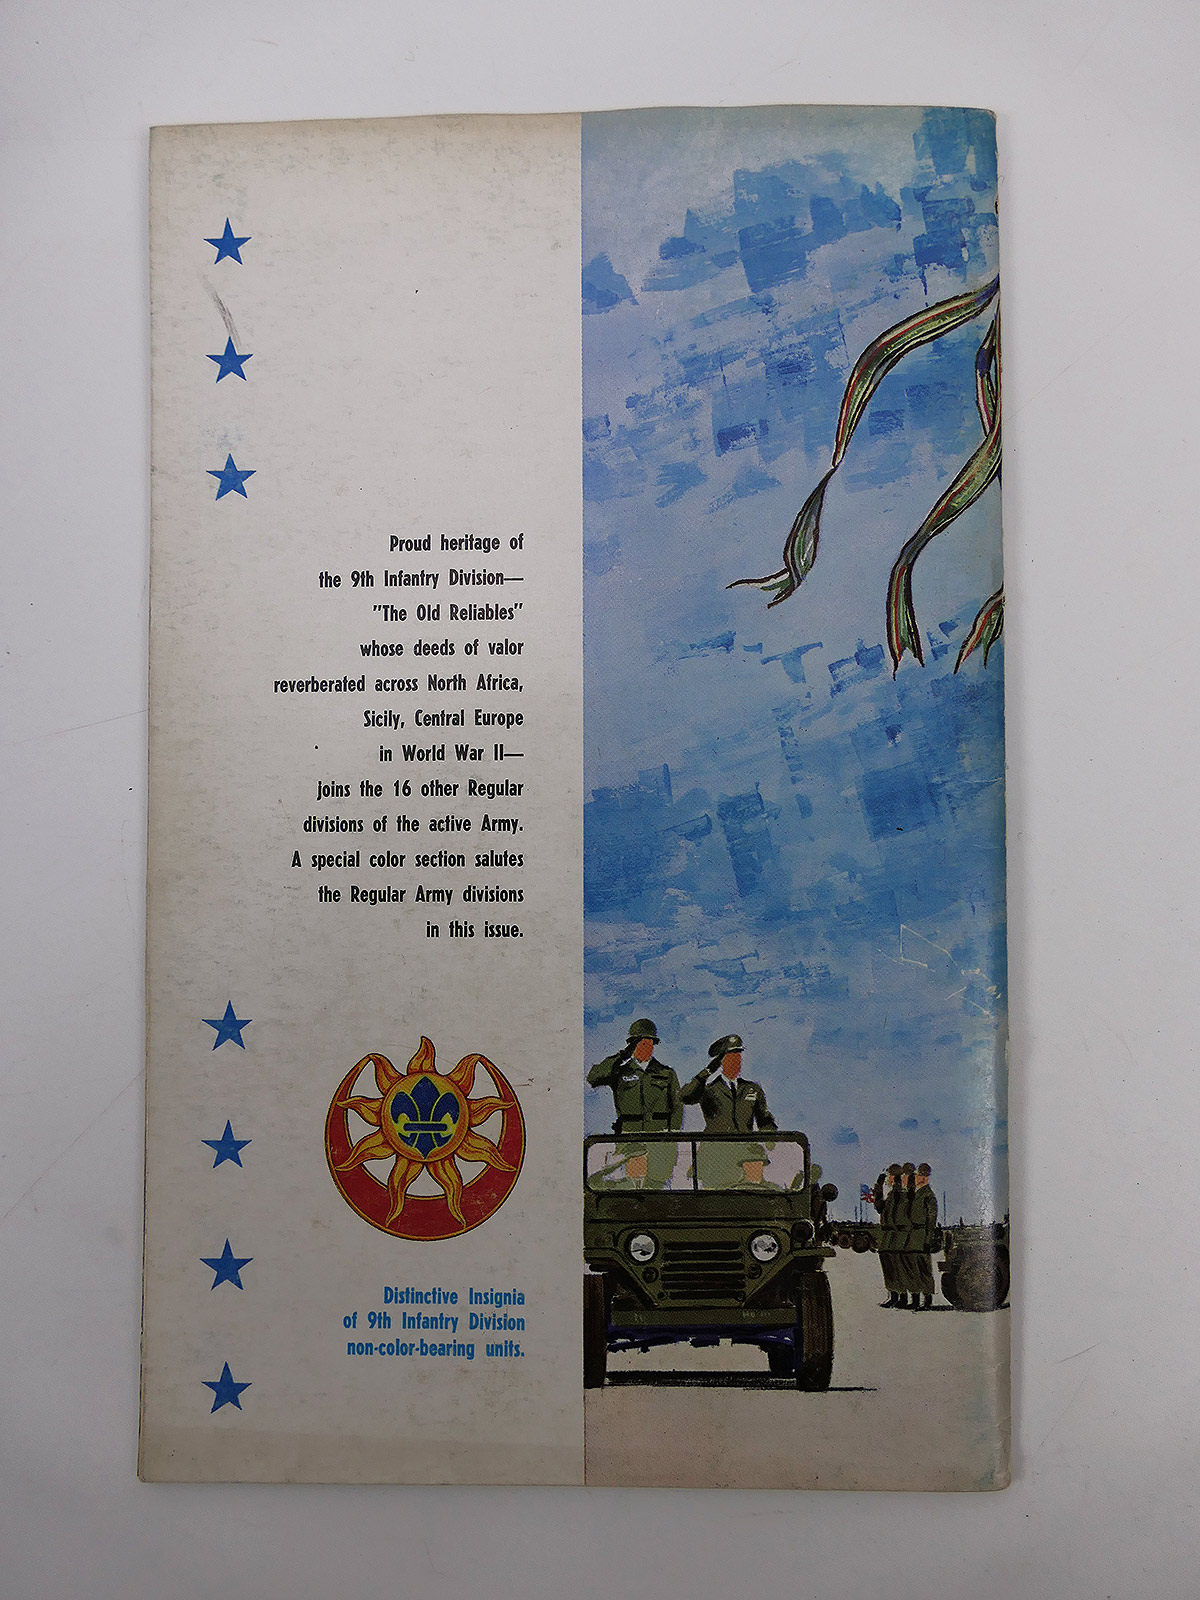 Proud heritage of
the 9th Infantry Division—
"The Old Reliables"
whose deeds of valor
reverberated across North Africa,
Sicily, Central Europe
in World War II—
joins the 16 other Regular
divisions of the active Army.
A special color section salutes
the Regular Army divisions
in this issue.
Distinctive Insignia
of 9th Infantry Division
non-color-bearing units.